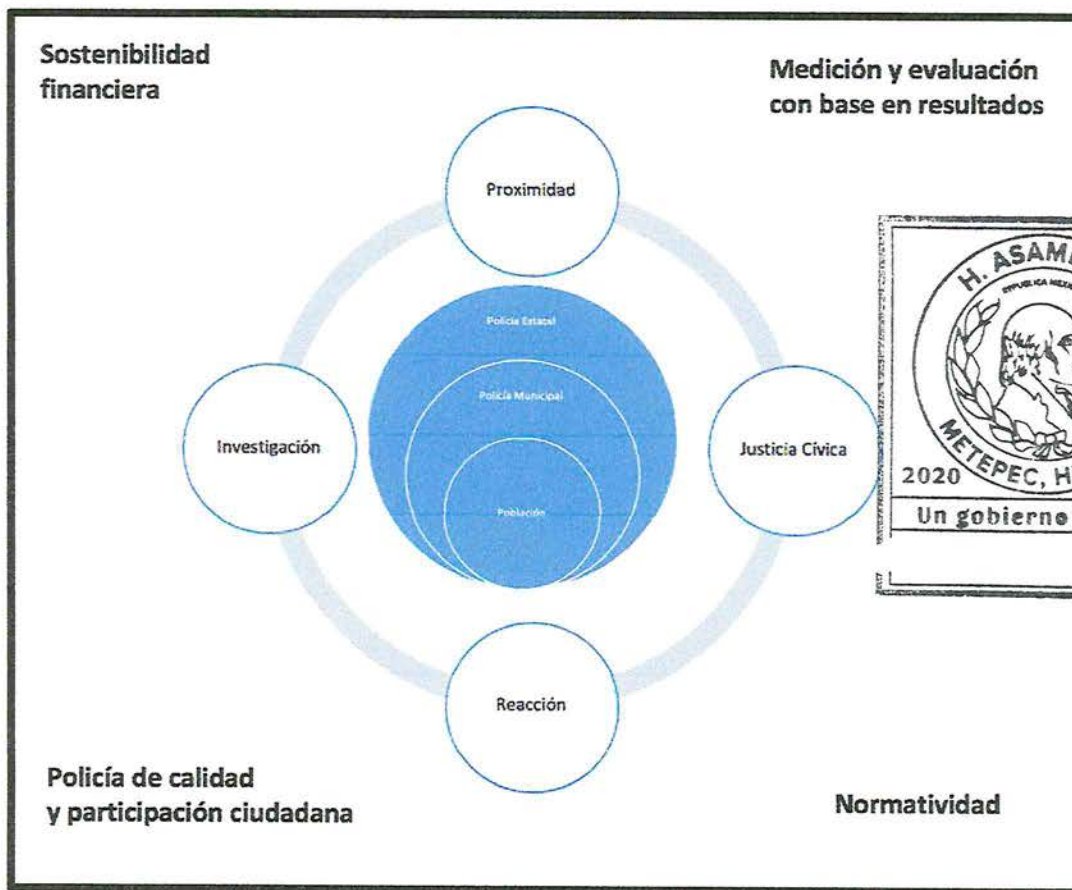 Sostenibilidad
financiera
Medición y evaluación
con base en resultados
Proximidad
Policía Estatal
Policía Municipal
Población
Investigación
Justicia Cívica
Reacción
Policía de calidad
y participación ciudadana
Normatividad
H. ASAM
METEPEC, H
2020
Un gobierno